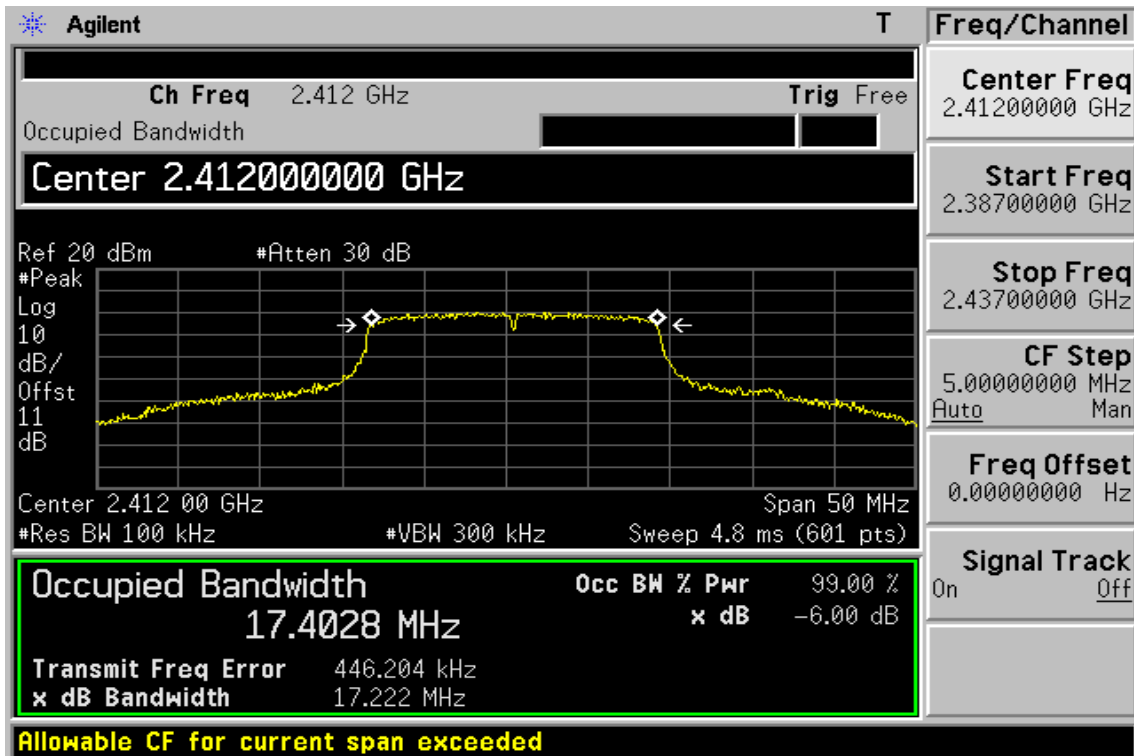 Agilent T
Freq/Channel
Ch Freq 2.412 GHz Trig Free
Occupied Bandwidth
Center 2.412000000 GHz
Ref 20 dBm #Atten 30 dB
#Peak
Log
10
dB/
Offst
11
dB
Center 2.412 00 GHz Span 50 MHz
#Res BW 100 kHz #VBW 300 kHz Sweep 4.8 ms (601 pts)
Occupied Bandwidth
17.4028 MHz
Occ BW % Pwr 99.00 %
x dB -6.00 dB
Transmit Freq Error 446.204 kHz
x dB Bandwidth 17.222 MHz
Allowable CF for current span exceeded
Center Freq
2.41200000 GHz
Start Freq
2.38700000 GHz
Stop Freq
2.43700000 GHz
CF Step
5.00000000 MHz
Auto Man
Freq Offset
0.00000000 Hz
Signal Track
On Off